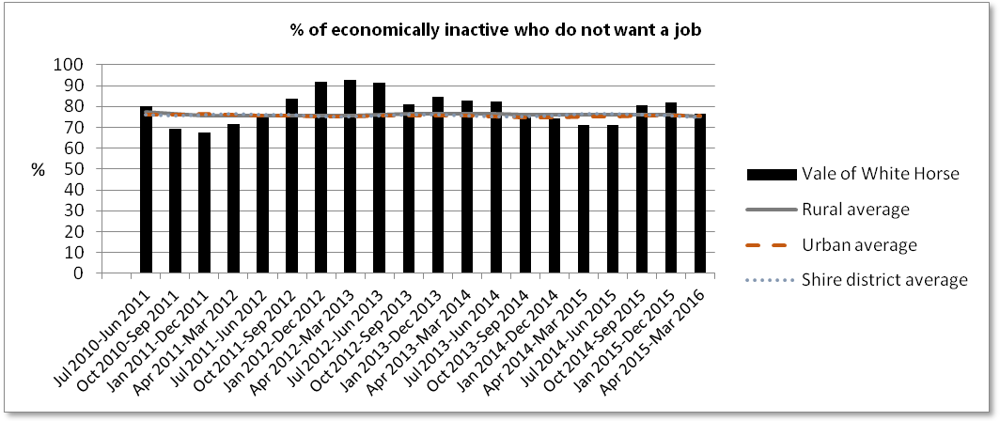 % of economically inactive who do not want a job
100
90
80
70
60
50
40
30
20
10
0
%
Jul 2010-Jun 2011
Oct 2010-Sep 2011
Jan 2011-Dec 2011
Apr 2011-Mar 2012
Jul 2011-Jun 2012
Oct 2011-Sep 2012
Jan 2012-Dec 2012
Apr 2012-Mar 2013
Jul 2012-Jun 2013
Oct 2012-Sep 2013
Jan 2013-Dec 2013
Apr 2013-Mar 2014
Jul 2013-Jun 2014
Oct 2013-Sep 2014
Jan 2014-Dec 2014
Apr 2014-Mar 2015
Jul 2014-Jun 2015
Oct 2014-Sep 2015
Jan 2015-Dec 2015
Apr 2015-Mar 2016
Vale of White Horse
Rural average
Urban average
Shire district average